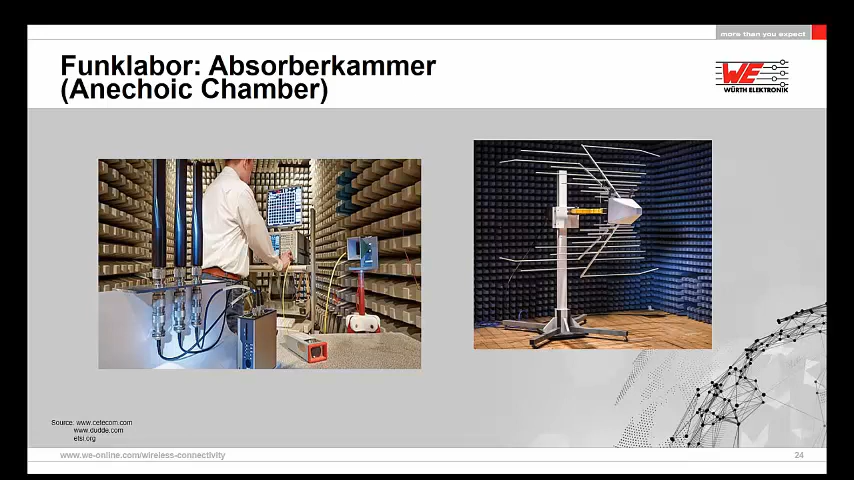 more than you expect
Funklabor: Absorberkammer
(Anechoic Chamber)
WE
WÜRTH ELEKTRONIK
Source: www.cetecom.com
www.dudde.com
etsi.org
www.we-online.com/wireless-connectivity
24